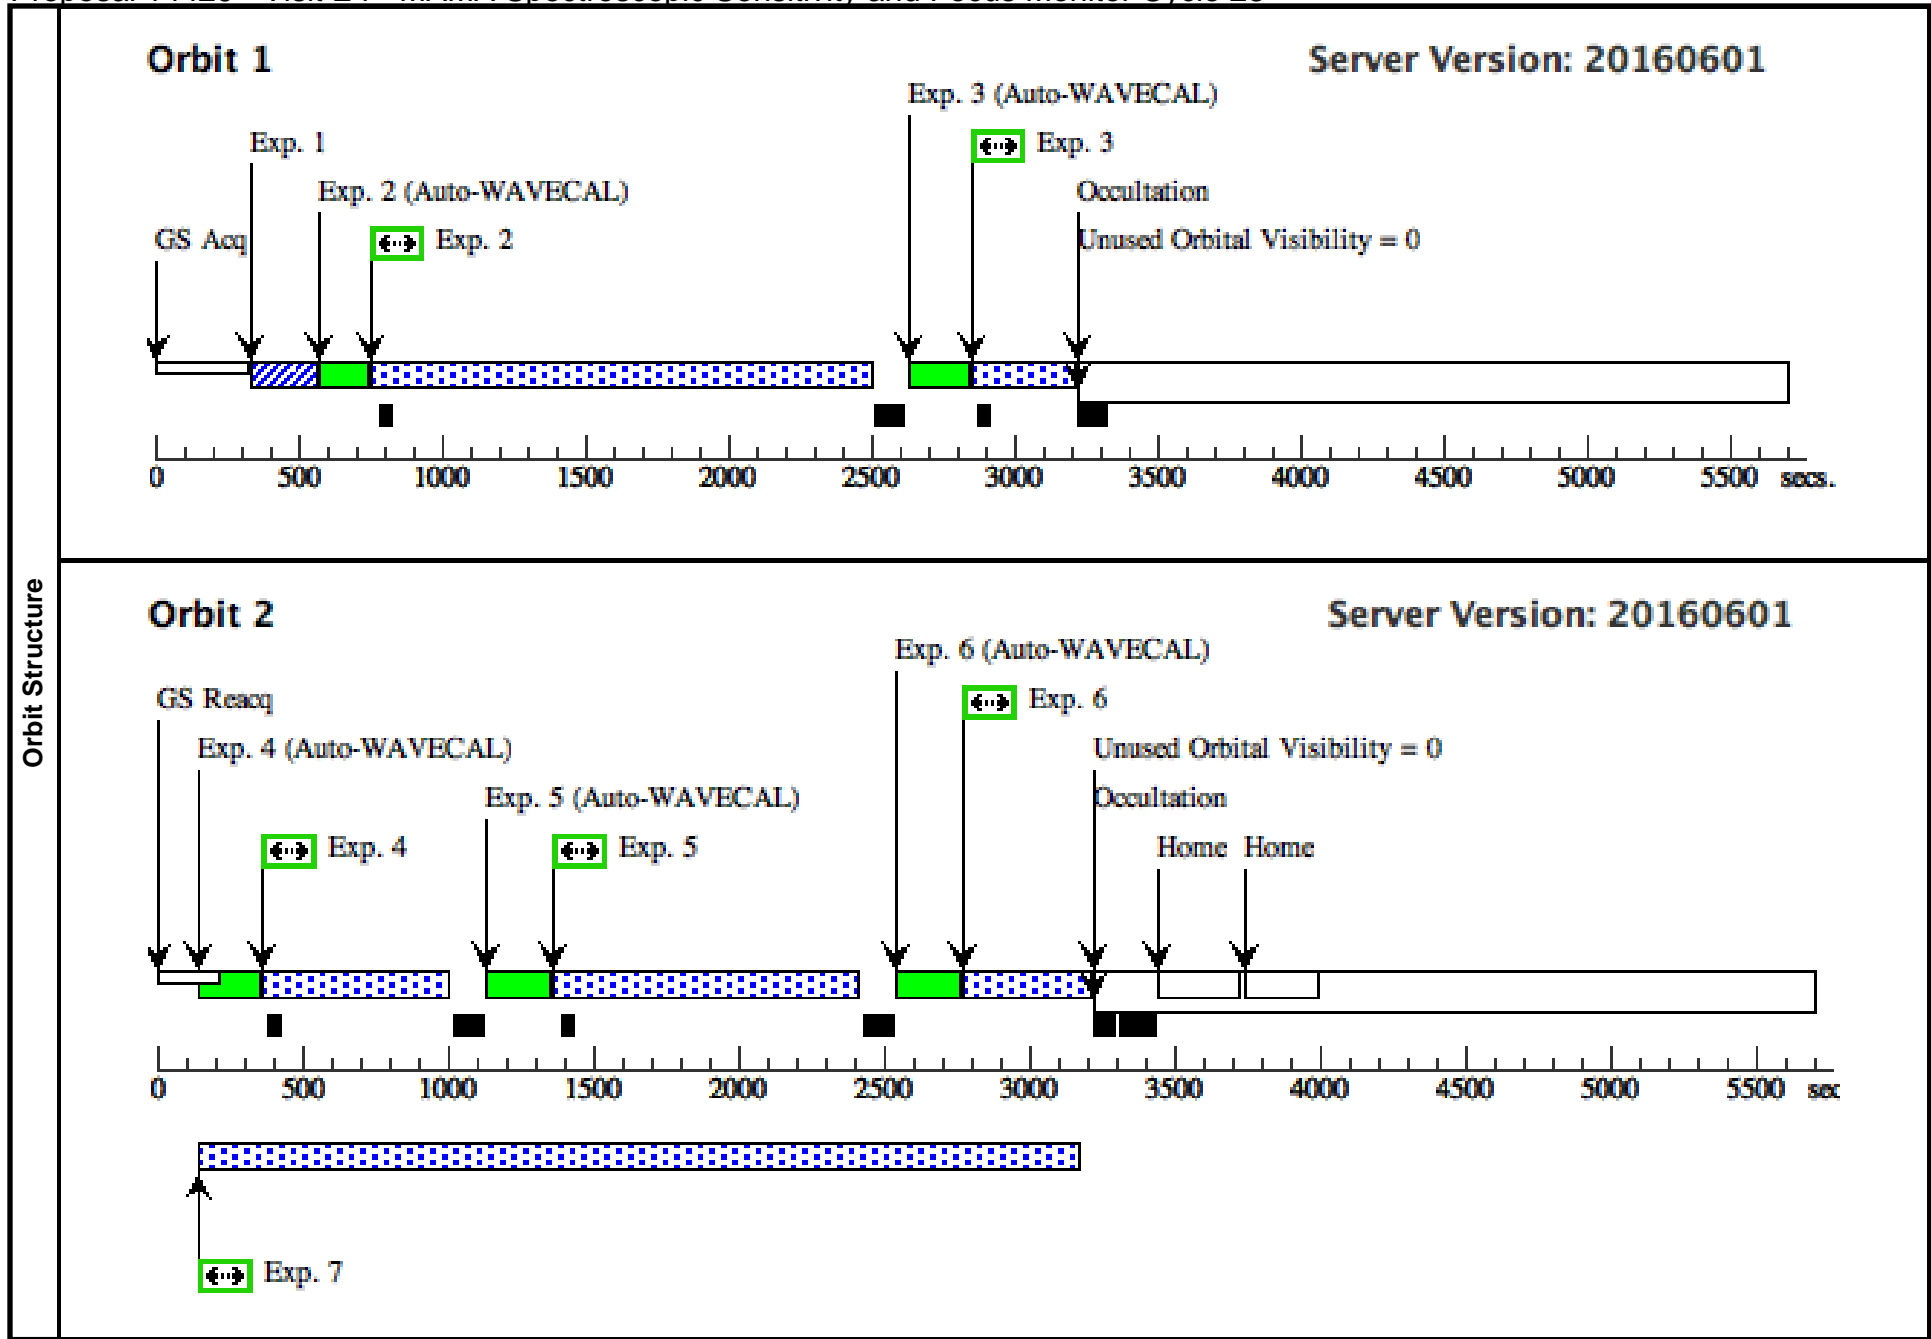 Orbit 1
Server Version: 20160601
Exp. 3 (Auto-WAVECAL)
Exp. 1
Exp. 3
Exp. 2 (Auto-WAVECAL)
Occultation
GS Acq
Exp. 2
Unused Orbital Visibility = 0
0 500 1000 1500 2000 2500 3000 3500 4000 4500 5000 5500 secs.
Orbit Structure
Orbit 2
Server Version: 20160601
Exp. 6 (Auto-WAVECAL)
GS Reacq
Exp. 6
Exp. 4 (Auto-WAVECAL)
Unused Orbital Visibility = 0
Exp. 5 (Auto-WAVECAL)
Occultation
Exp. 4
Exp. 5
Home Home
0 500 1000 1500 2000 2500 3000 3500 4000 4500 5000 5500 sec
Exp. 7